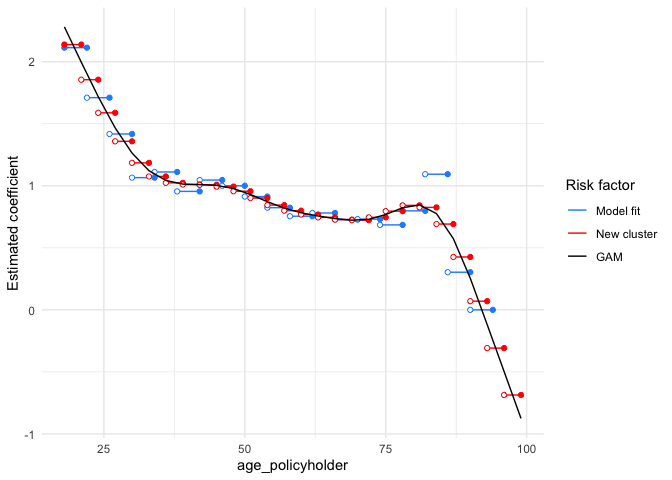 2
1
0
-1
Estimated coefficient
25
50
75
100
age_policyholder
Risk factor
Model fit
New cluster
GAM